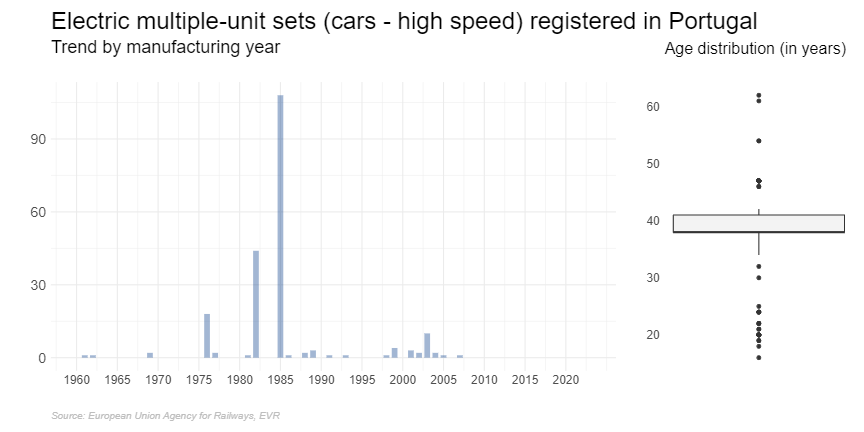 Electric multiple-unit sets (cars - high speed) registered in Portugal
Trend by manufacturing year
Age distribution (in years)
90
60
30
0
1960 1965 1970 1975 1980 1985 1990 1995 2000 2005 2010 2015 2020
60
50
40
30
20
Source: European Union Agency for Railways, EVR